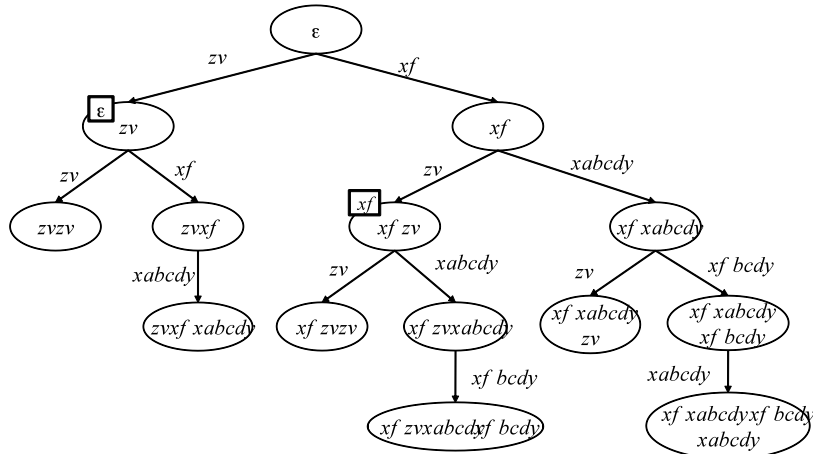 ε
zv
xf
ε
zv
xf
zv
xf
zv
xabcdy
zvzv
zvxf
xf
xf zv
xf xabcdy
xabcdy
zv
xabcdy
zv
xf bcdy
zvxf xabcdy
xf zvzv
xf zvxabcdy
xf xabcdy
zv
xf xabcdy
xf bcdy
xf bcdy
xabcdy
xf zvxabcdyxf bcdy
xf xabcdyxf bcdy
xabcdy